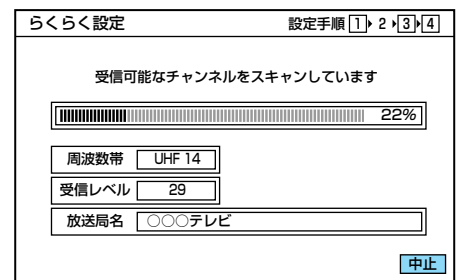 らくらく設定 設定手順 1 2 3 4
受信可能なチャンネルをスキャンしています
22%
周波数帯 UHF 14
受信レベル 29
放送局名 ○○○テレビ
中止